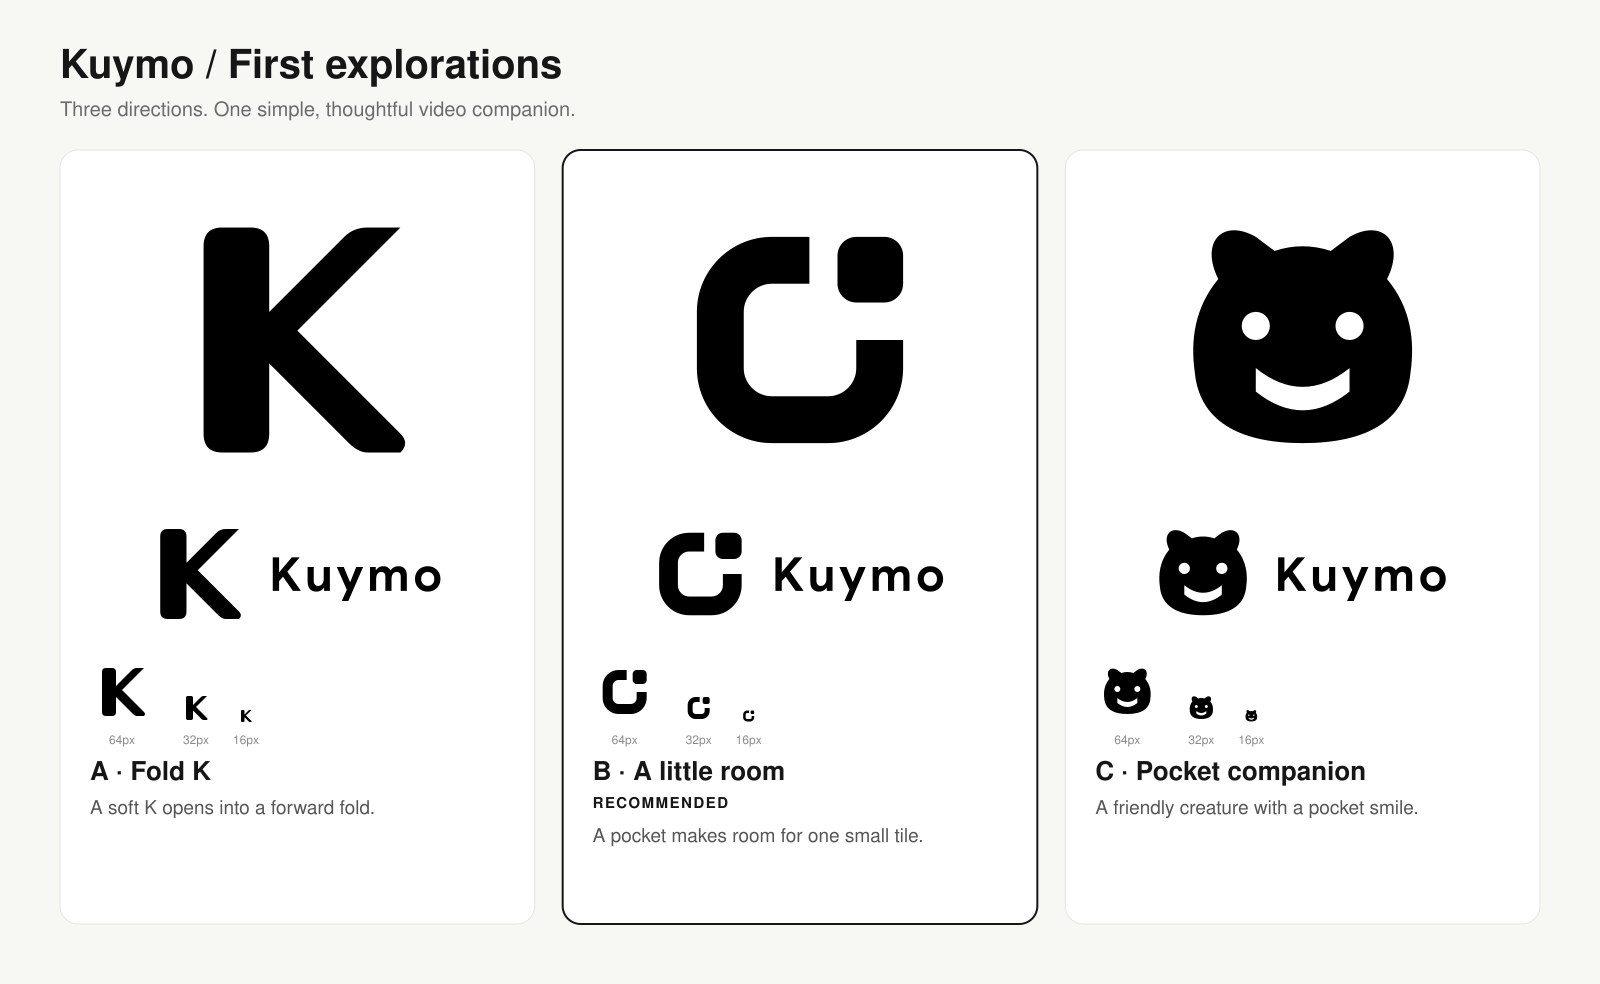 Kuymo / First explorations
Three directions. One simple, thoughtful video companion.
K
Kuymo
64px 32px 16px
A · Fold K
A soft K opens into a forward fold.
Kuymo
64px 32px 16px
B · A little room
RECOMMENDED
A pocket makes room for one small tile.
Kuymo
64px 32px 16px
C · Pocket companion
A friendly creature with a pocket smile.